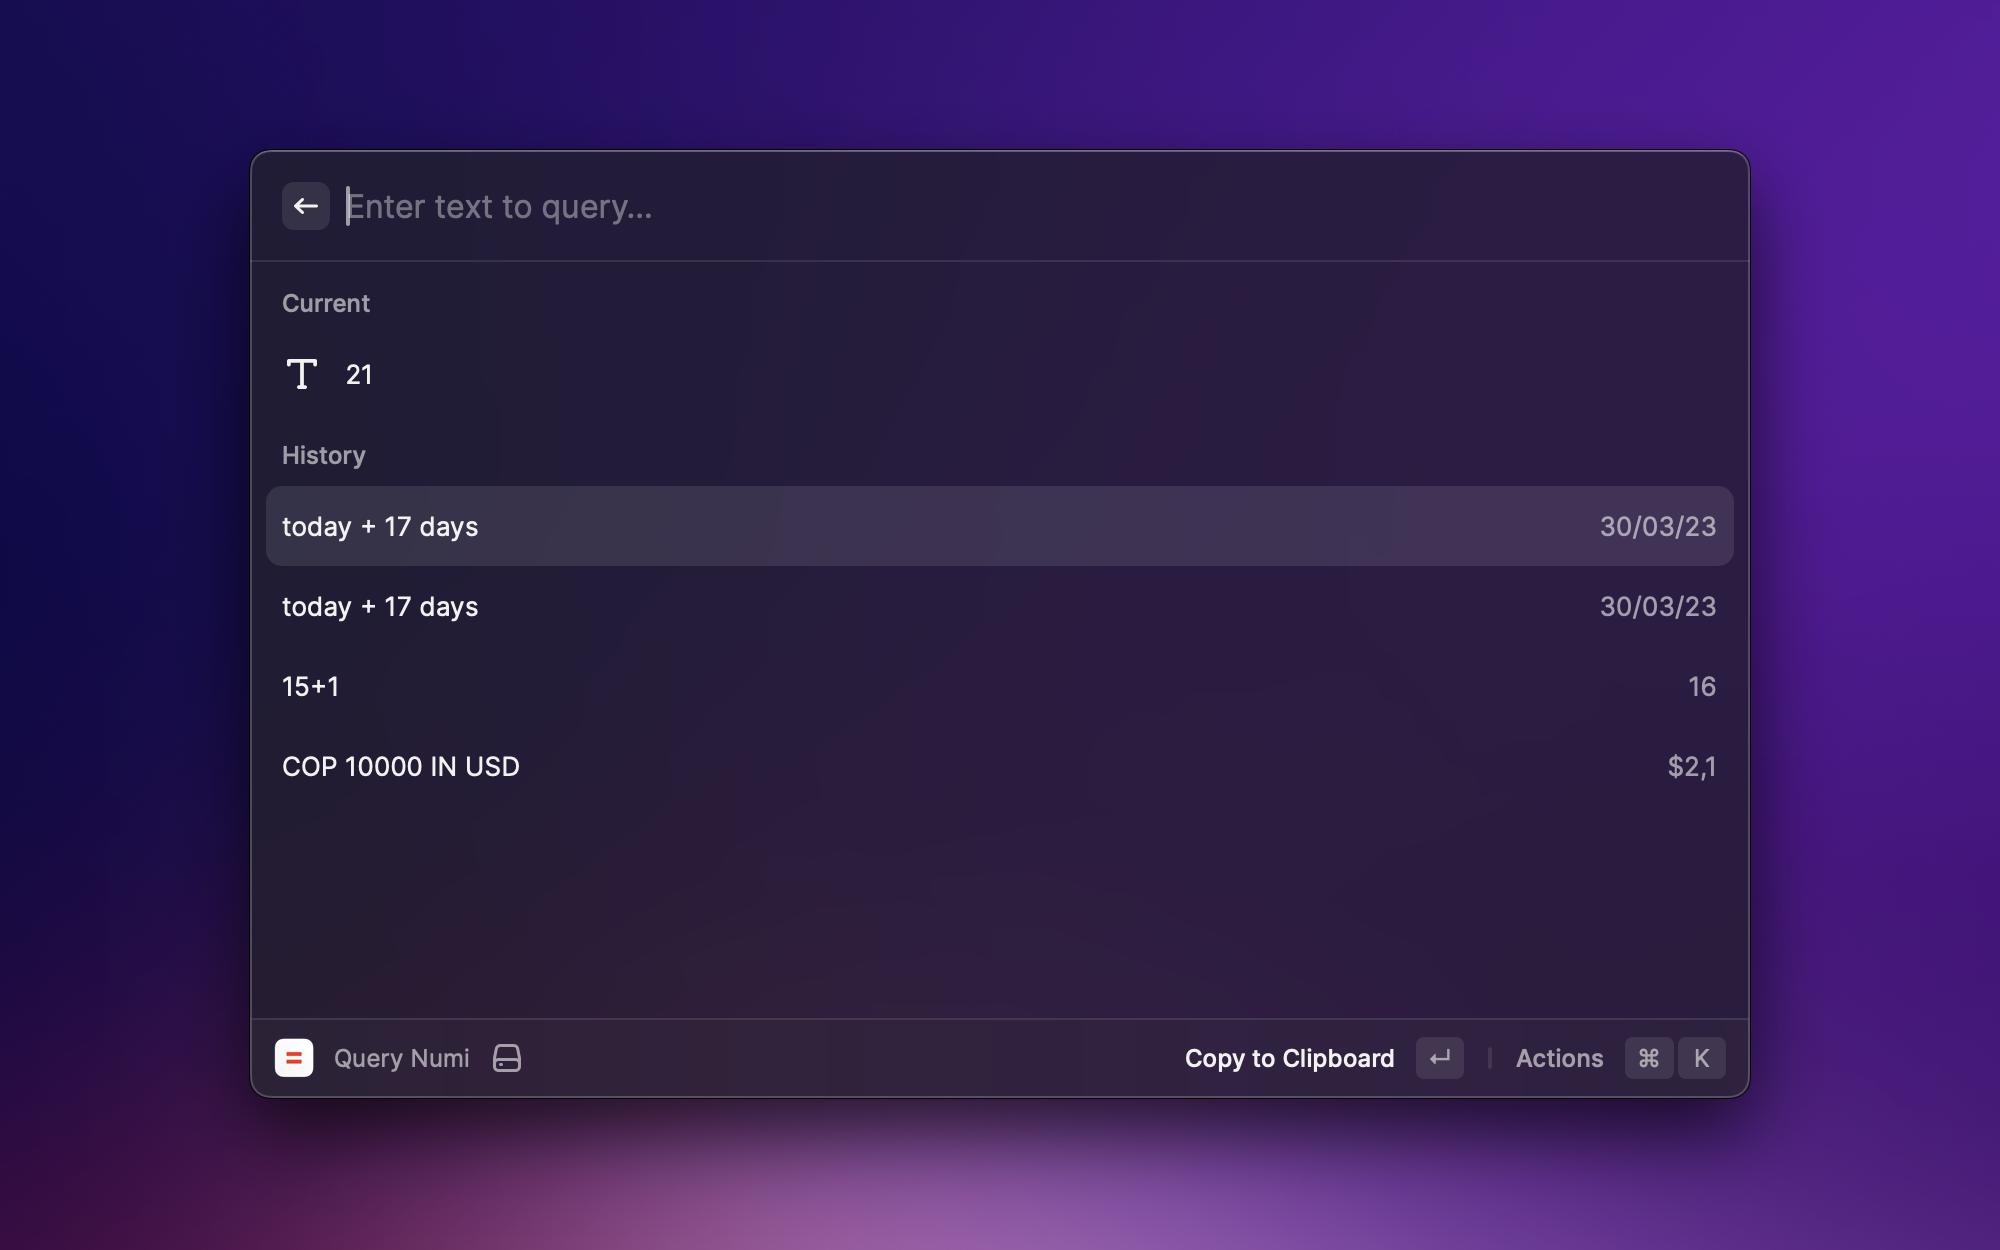 Enter text to query...
Current
21
History
today + 17 days 30/03/23
today + 17 days 30/03/23
15+1 16
COP 10000 IN USD $2,1
Query Numi Copy to Clipboard ↵ Actions ⌘ K